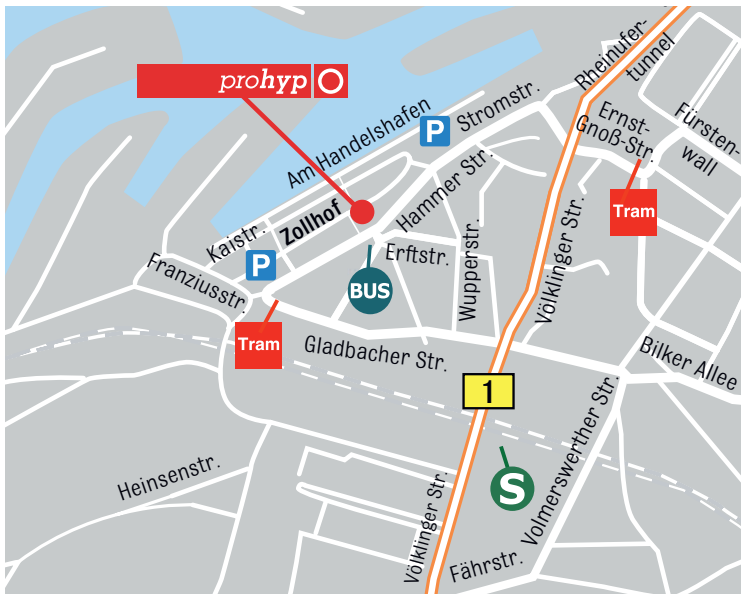 Rheinufer-
tunnel
prohyp
Am Handelshafen
Stromstr.
P
Ernst-
Gnoß-Str.
Fürsten-
wall
Hammer Str.
Tram
Zollhof
Kaistr.
P
Erftstr.
Wupperstr.
Völklinger Str.
Franziusstr.
BUS
Tram
Gladbacher Str.
Bilker Allee
1
Volmerswerther Str.
Heinsenstr.
S
Völklinger Str.
Fährstr.